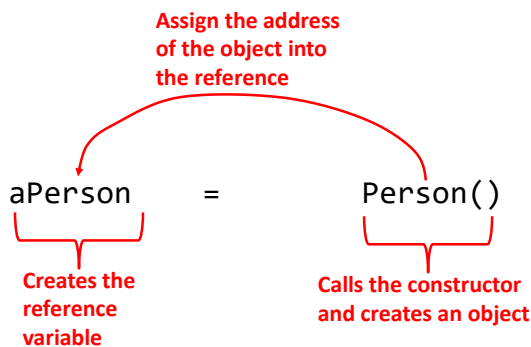 Assign the address
of the object into
the reference
aPerson = Person()
Creates the
reference
variable
Calls the constructor
and creates an object